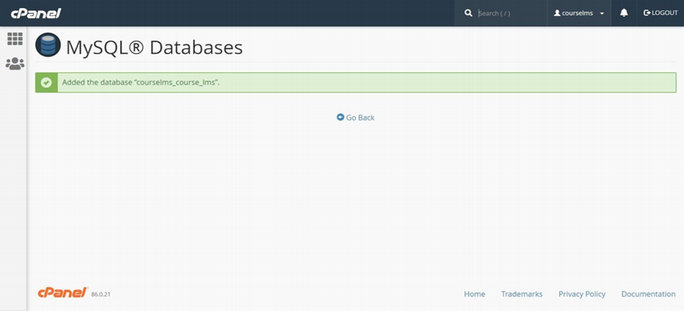 cPanel
Search ( / )
courselms
LOGOUT
MySQL® Databases
Added the database "courselms_course_lms".
Go Back
cPanel 86.0.21
Home Trademarks Privacy Policy Documentation